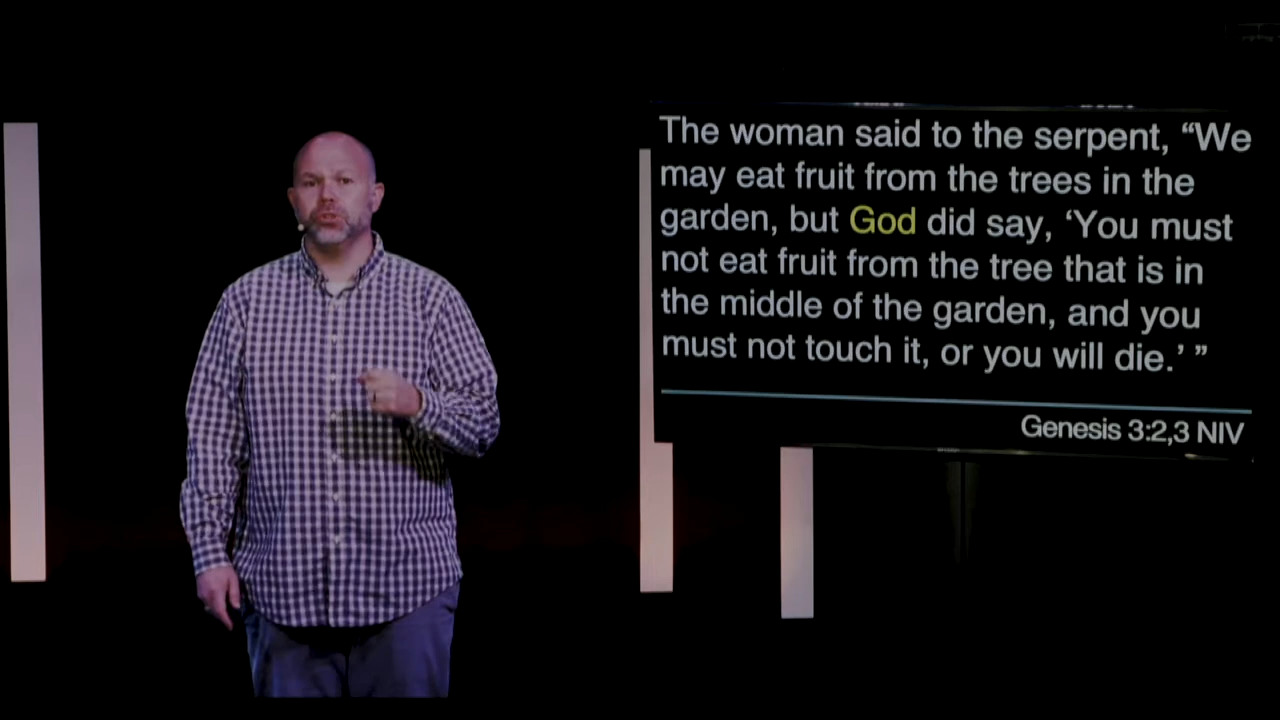 The woman said to the serpent, “We
may eat fruit from the trees in the
garden, but God did say, ‘You must
not eat fruit from the tree that is in
the middle of the garden, and you
must not touch it, or you will die.’ ”
Genesis 3:2,3 NIV